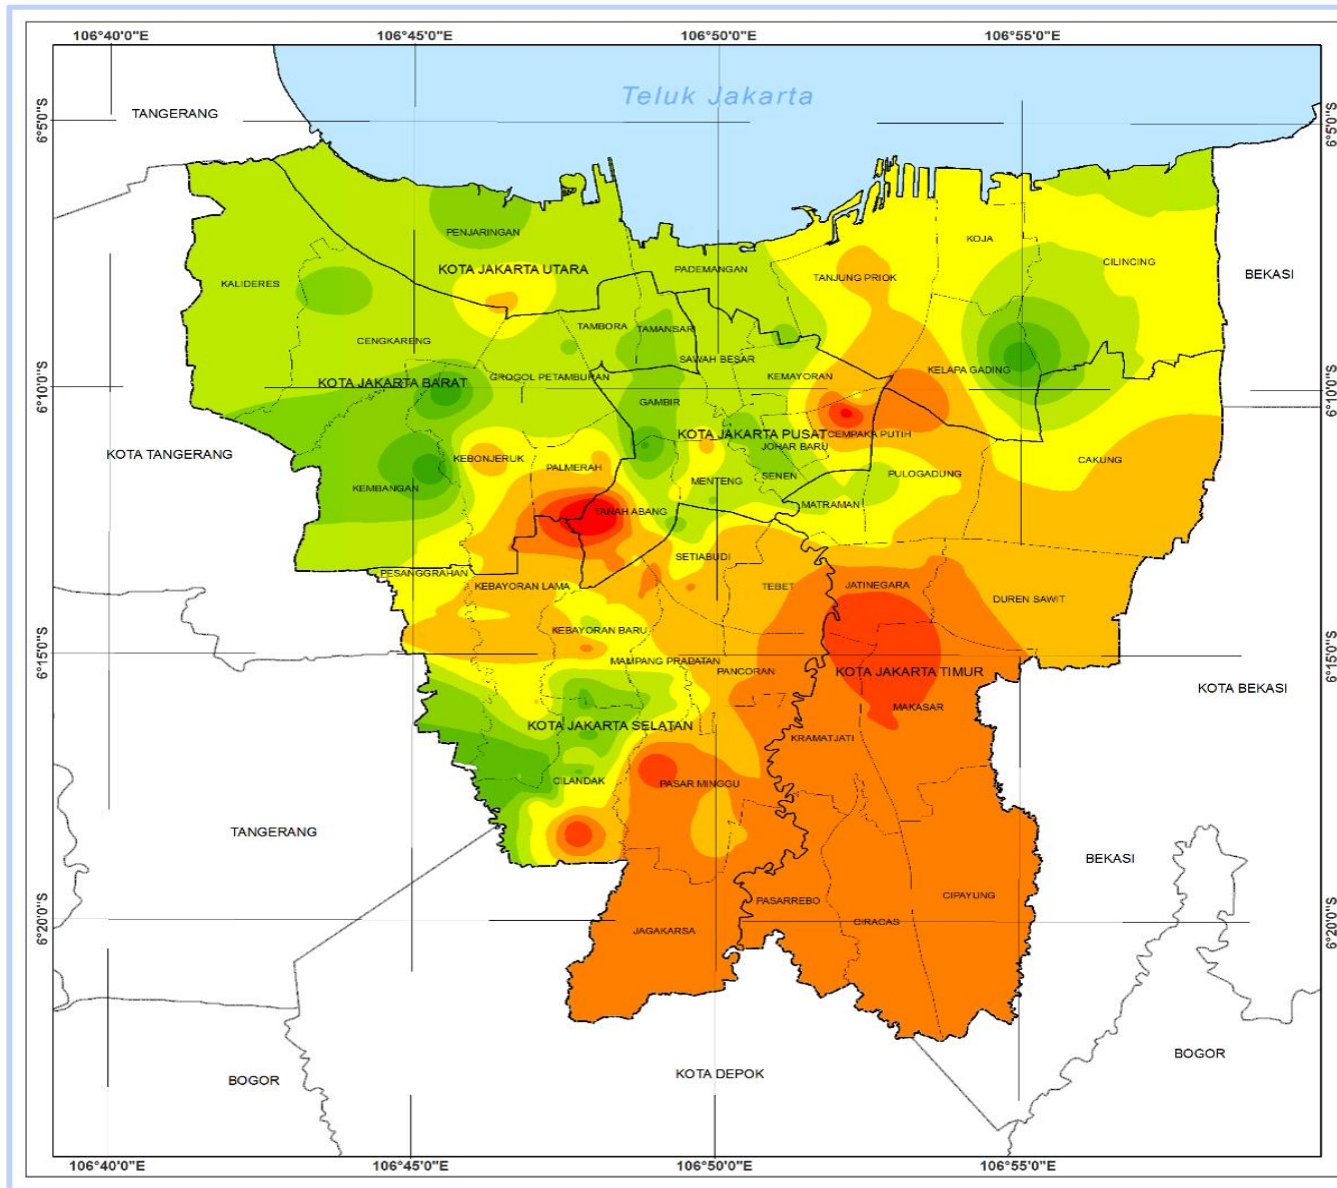 106°40'0"E
106°45'0"E
106°50'0"E
106°55'0"E
Teluk Jakarta
TANGERANG
6°5'0"S
6°5'0"S
PENJARINGAN
KOJA
KOTA JAKARTA UTARA
PADEMANGAN
TANJUNG PRIOK
CILINCING
BEKASI
KALIDERES
TAMBORA
TAMANSARI
CENGKARENG
SAWAH BESAR
KELAPA GADING
KOTA JAKARTA BARAT
GROGOL PETAMBURAN
KEMAYORAN
6°10'0"S
6°10'0"S
GAMBIR
KOTA JAKARTA PUSAT
CEMPAKA PUTIH
JOHAR BARU
KOTA TANGERANG
KEBONJERUK
PALMERAH
CAKUNG
KEMBANGAN
MENTENG
SENEN
PULOGADUNG
TANAH ABANG
MATRAMAN
SETIABUDI
PESANGGRAHAN
KEBAYORAN LAMA
TEBET
JATINEGARA
DUREN SAWIT
KEBAYORAN BARU
6°15'0"S
6°15'0"S
MAMPANG PRAPATAN
PANCORAN
KOTA JAKARTA TIMUR
KOTA BEKASI
MAKASAR
KOTA JAKARTA SELATAN
KRAMATJATI
CILANDAK
PASAR MINGGU
TANGERANG
BEKASI
PASARREBO
CIPAYUNG
6°20'0"S
6°20'0"S
CIRACAS
JAGAKARSA
BOGOR
KOTA DEPOK
BOGOR
106°40'0"E
106°45'0"E
106°50'0"E
106°55'0"E